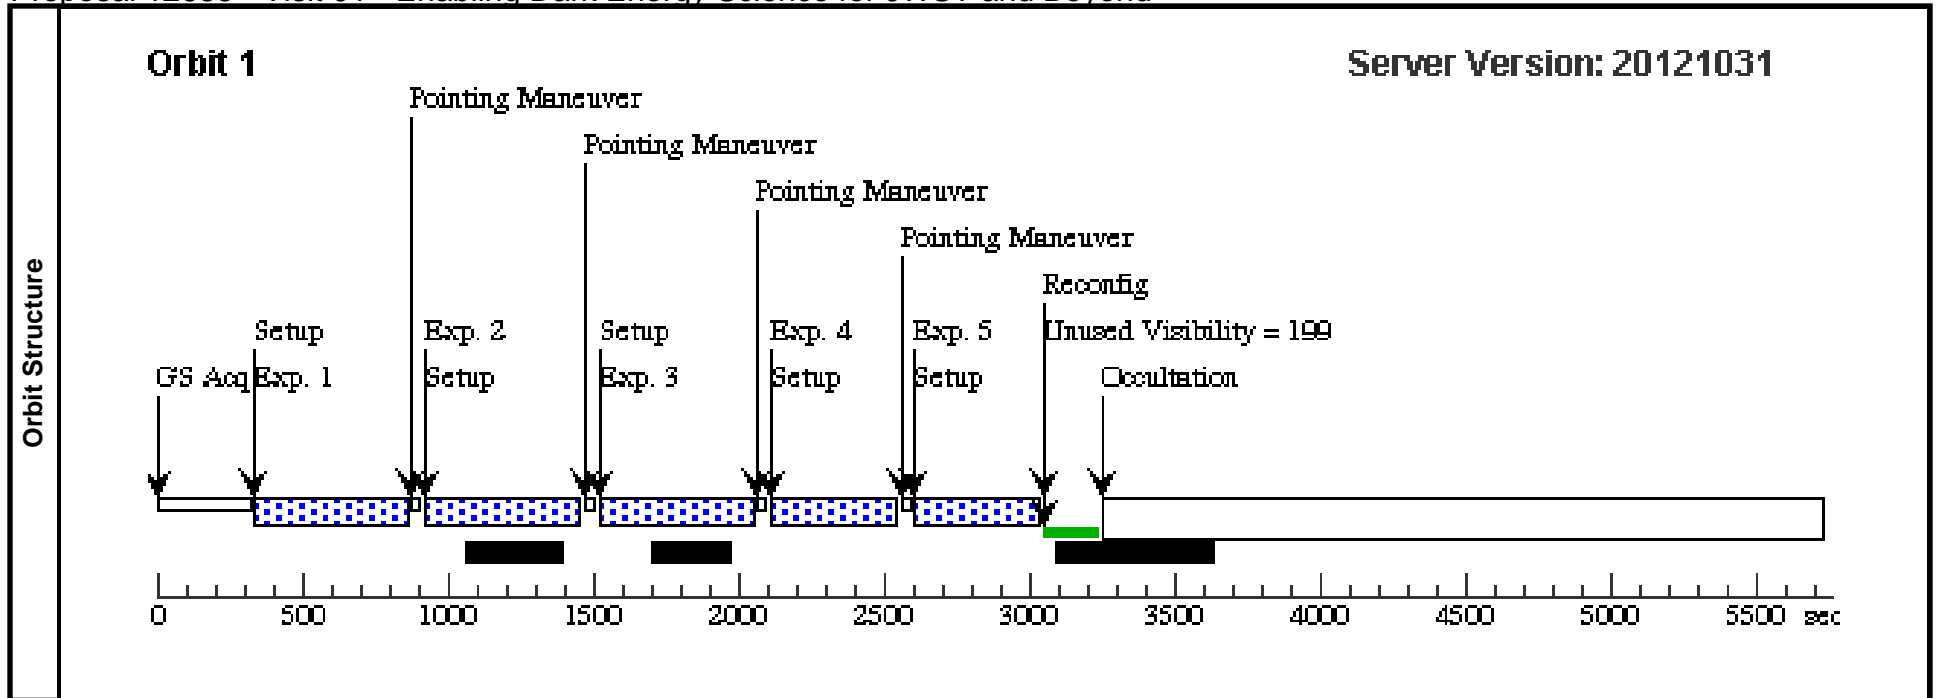 Orbit Structure
Orbit 1
Server Version: 20121031
Pointing Maneuver
Pointing Maneuver
Pointing Maneuver
Pointing Maneuver
Reconfig
Setup Exp. 2 Setup Exp. 4 Exp. 5 Unused Visibility = 199
GS Acq Exp. 1 Setup Exp. 3 Setup Setup Occultation
0 500 1000 1500 2000 2500 3000 3500 4000 4500 5000 5500 sec